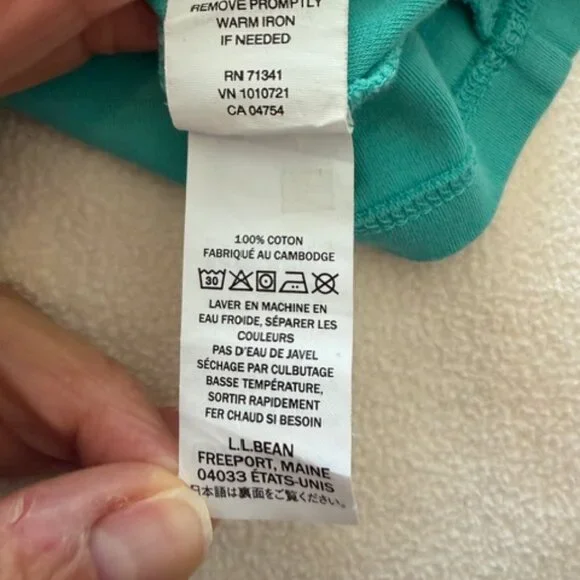 REMOVE PROMPTLY
WARM IRON
IF NEEDED
RN 71341
VN 1010721
CA 04754
100% COTON
FABRIQUÉ AU CAMBODGE
30
LAVER EN MACHINE EN
EAU FROIDE, SÉPARER LES
COULEURS
PAS D'EAU DE JAVEL
SÉCHAGE PAR CULBUTAGE
BASSE TEMPÉRATURE,
SORTIR RAPIDEMENT
FER CHAUD SI BESOIN
L.L.BEAN
FREEPORT, MAINE
04033 ÉTATS-UNIS
日本語は裏面をご覧ください。